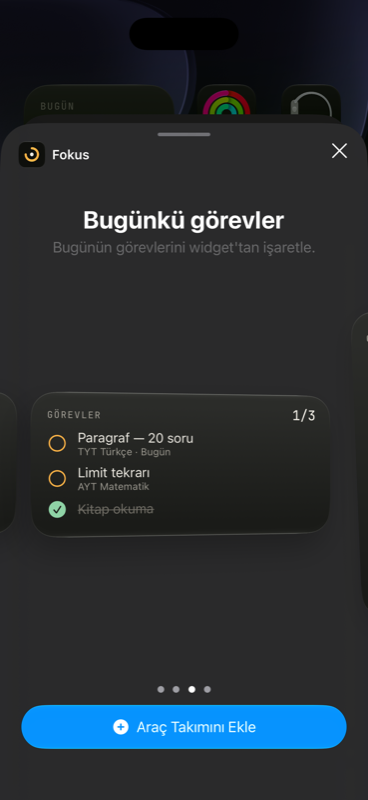 BUGÜN
Fokus
Bugünkü görevler
Bugünün görevlerini widget'tan işaretle.
GÖREVLER
1/3
Paragraf — 20 soru
TYT Türkçe · Bugün
Limit tekrarı
AYT Matematik
Kitap okuma
Araç Takımını Ekle